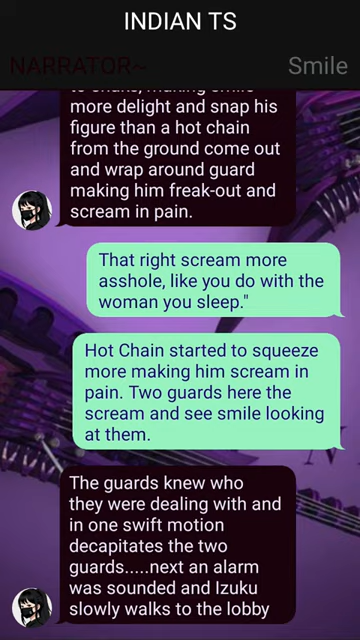 INDIAN TS
NARRATOR~
Smile
more delight and snap his
figure than a hot chain
from the ground come out
and wrap around guard
making him freak-out and
scream in pain.
That right scream more
asshole, like you do with the
woman you sleep."
Hot Chain started to squeeze
more making him scream in
pain. Two guards here the
scream and see smile looking
at them.
The guards knew who
they were dealing with and
in one swift motion
decapitates the two
guards.....next an alarm
was sounded and Izuku
slowly walks to the lobby